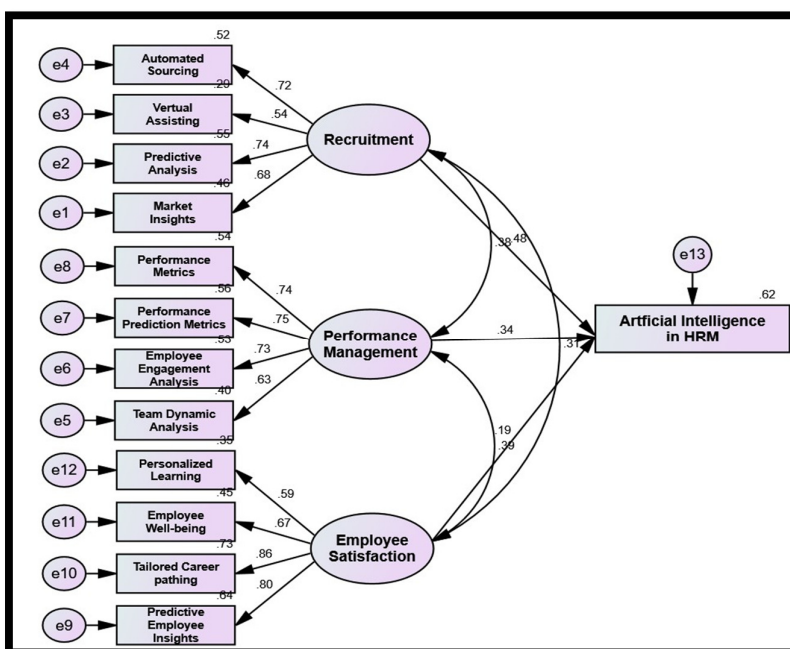 .52
e4
Automated
Sourcing
.72
.29
e3
Vertual
Assisting
.54
.55
e2
Predictive
Analysis
.74
.46
e1
Market
Insights
.68
Recruitment
.54
e8
Performance
Metrics
.74
.56
e7
Performance
Prediction Metrics
.75
.53
e6
Employee
Engagement
Analysis
.73
.40
e5
Team Dynamic
Analysis
.63
Performance
Management
.35
e12
Personalized
Learning
.59
.45
e11
Employee
Well-being
.67
.73
e10
Tailored Career
pathing
.86
.64
e9
Predictive
Employee
Insights
.80
Employee
Satisfaction
.38
.48
.34
.31
.19
.39
e13
.62
Artficial Intelligence
in HRM